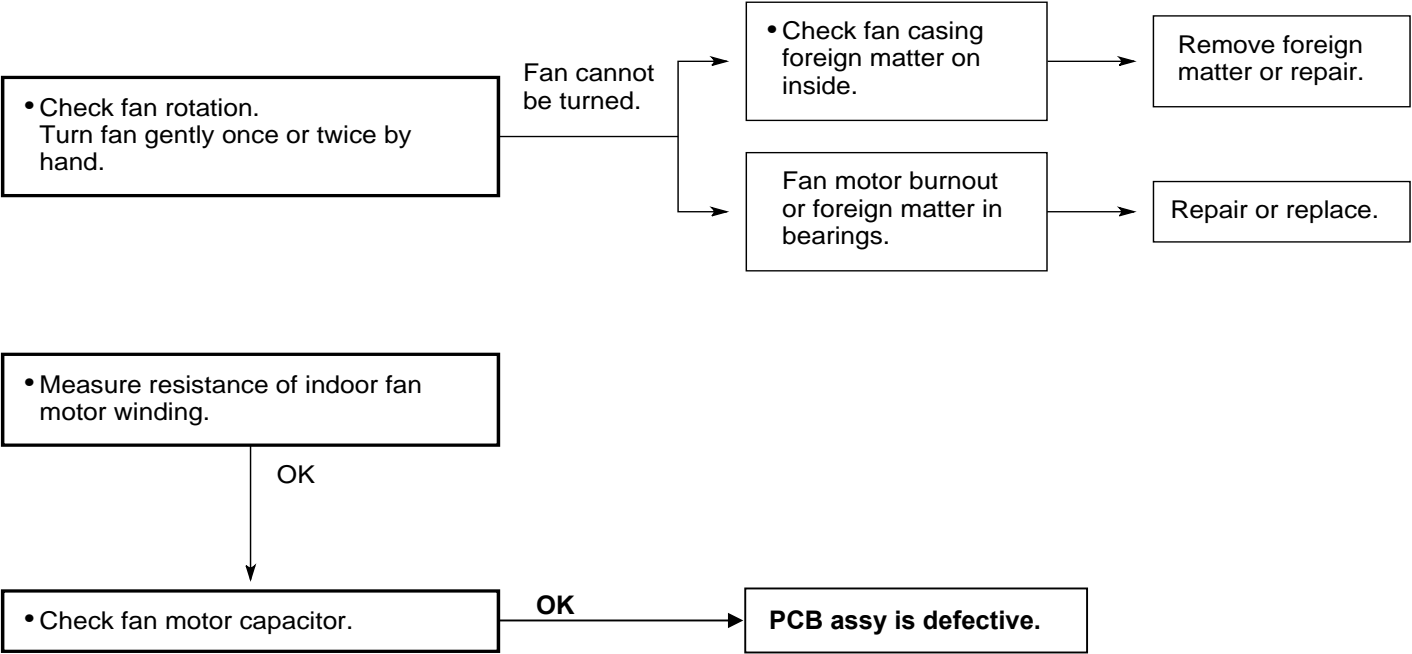 • Check fan rotation.
Turn fan gently once or twice by
hand.
Fan cannot
be turned.
• Check fan casing
foreign matter on
inside.
Remove foreign
matter or repair.
Fan motor burnout
or foreign matter in
bearings.
Repair or replace.
• Measure resistance of indoor fan
motor winding.
OK
• Check fan motor capacitor.
OK
PCB assy is defective.